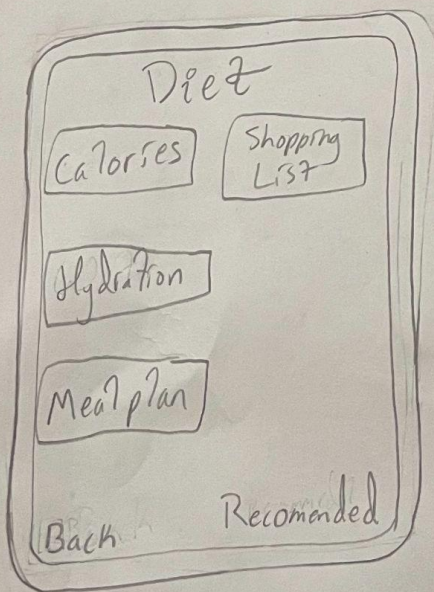 Diet
Calories
Shopping
List
Hydration
Meal plan
Back
Recomended